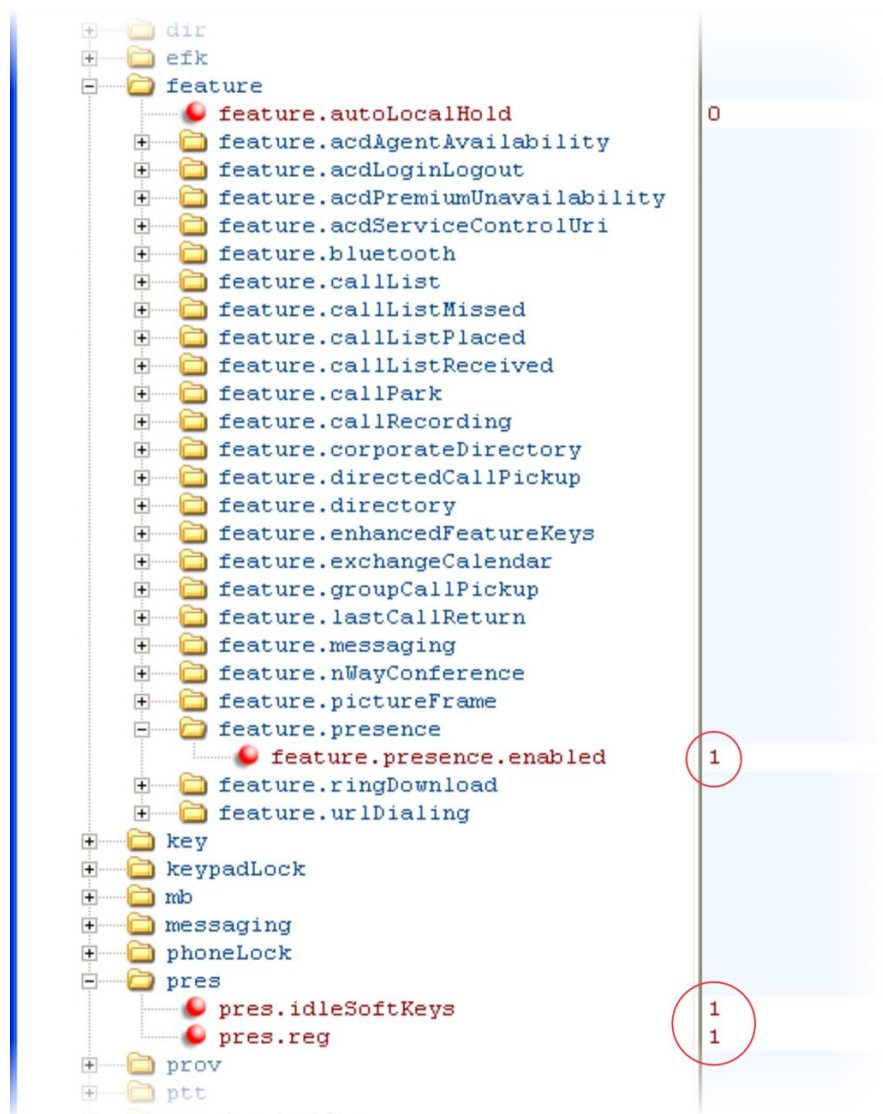 dir
efk
feature
feature.autoLocalHold 0
feature.acdAgentAvailability
feature.acdLoginLogout
feature.acdPremiumUnavailability
feature.acdServiceControlUri
feature.bluetooth
feature.callList
feature.callListMissed
feature.callListPlaced
feature.callListReceived
feature.callPark
feature.callRecording
feature.corporateDirectory
feature.directedCallPickup
feature.directory
feature.enhancedFeatureKeys
feature.exchangeCalendar
feature.groupCallPickup
feature.lastCallReturn
feature.messaging
feature.nWayConference
feature.pictureFrame
feature.presence
feature.presence.enabled 1
feature.ringDownload
feature.urlDialing
key
keypadLock
mb
messaging
phoneLock
pres
pres.idleSoftKeys 1
pres.reg 1
prov
ptt